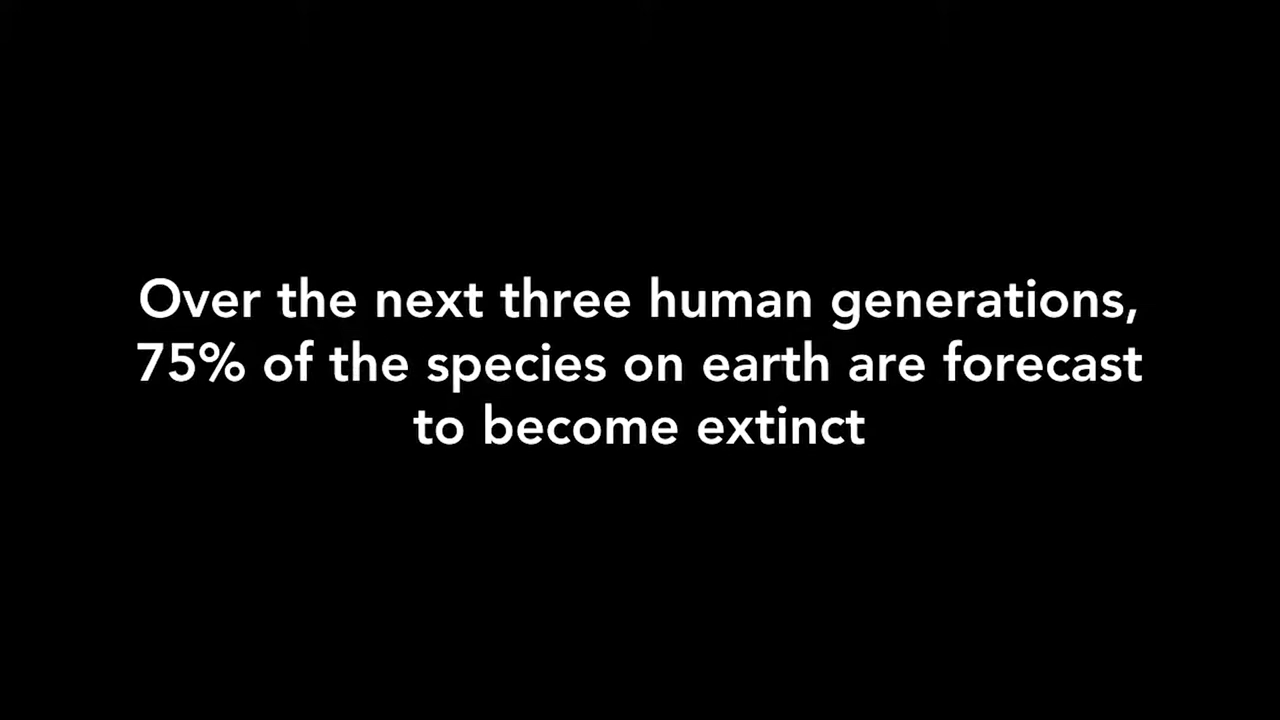 Over the next three human generations,
75% of the species on earth are forecast
to become extinct